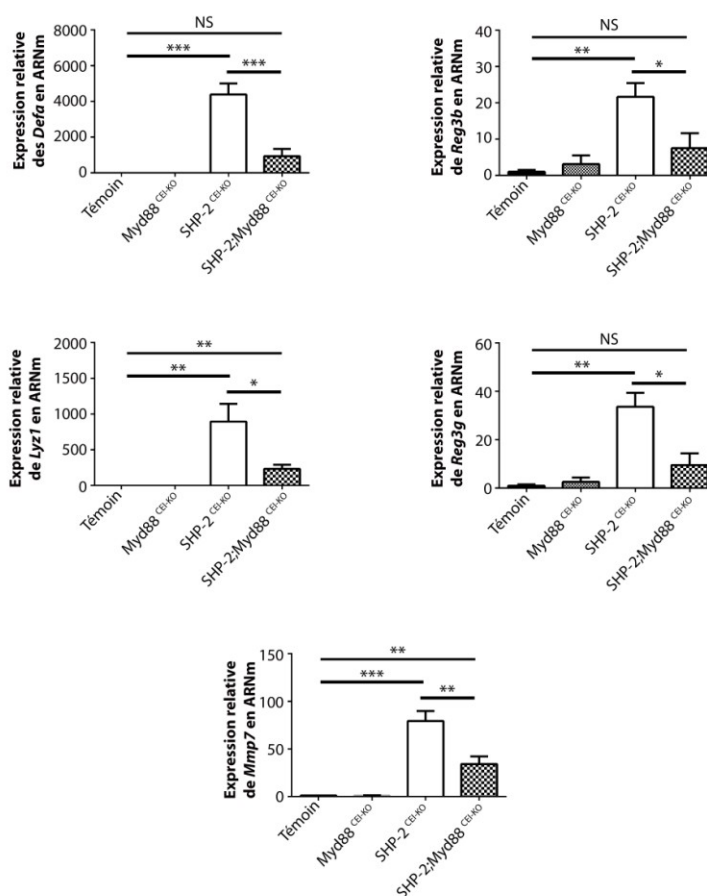 Expression relative
des Defa en ARNm
8000
6000
4000
2000
0
NS
***
***
Témoin
Myd88 CEI-KO
SHP-2 CEI-KO
SHP-2;Myd88 CEI-KO
Expression relative
de Reg3b en ARNm
40
30
20
10
0
NS
**
*
Témoin
Myd88 CEI-KO
SHP-2 CEI-KO
SHP-2;Myd88 CEI-KO
Expression relative
de Lyz1 en ARNm
2000
1500
1000
500
0
**
**
*
Témoin
Myd88 CEI-KO
SHP-2 CEI-KO
SHP-2;Myd88 CEI-KO
Expression relative
de Reg3g en ARNm
60
40
20
0
NS
**
*
Témoin
Myd88 CEI-KO
SHP-2 CEI-KO
SHP-2;Myd88 CEI-KO
Expression relative
de Mmp7 en ARNm
150
100
50
0
**
***
**
Témoin
Myd88 CEI-KO
SHP-2 CEI-KO
SHP-2;Myd88 CEI-KO